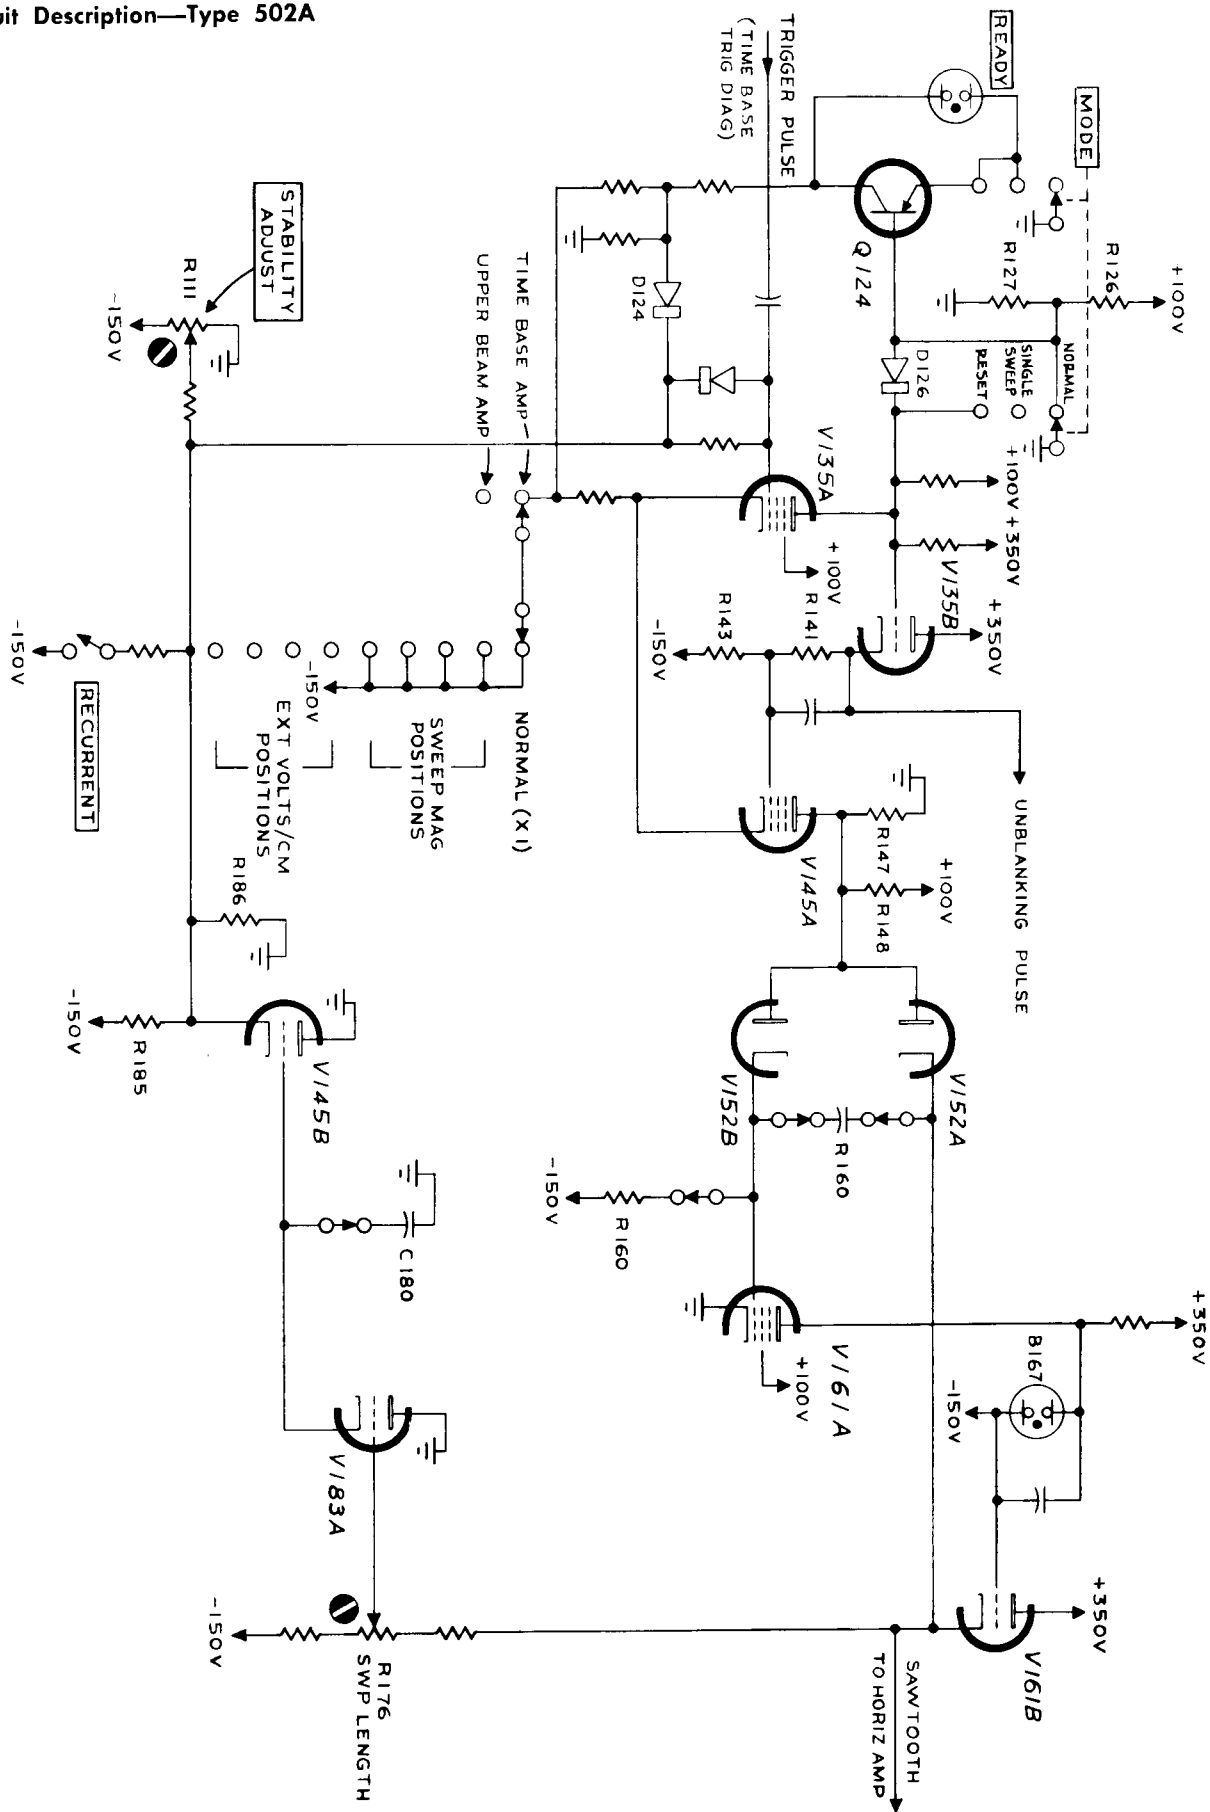 uit Description—Type 502A
TRIGGER PULSE
(TIME BASE
TRIG DIAG)
READY
MODE
Q124
R127
R126
+100V
D124
D126
RESET
SINGLE
SWEEP
NORMAL
STABILITY
ADJUST
R111
-150V
UPPER BEAM AMP
TIME BASE AMP
V135A
+100V
+100V
+350V
V135B
+350V
R143
R141
-150V
UNBLANKING PULSE
-150V
RECURRENT
EXT VOLTS/CM
POSITIONS
-150V
SWEEP MAG
POSITIONS
NORMAL (X1)
V145A
R147
+100V
R148
R186
-150V
R185
V145B
V152B
V152A
R160
-150V
R160
C180
V161A
+100V
+350V
B167
-150V
V183A
-150V
R176
SWP LENGTH
+350V
V161B
SAWTOOTH
TO HORIZ AMP